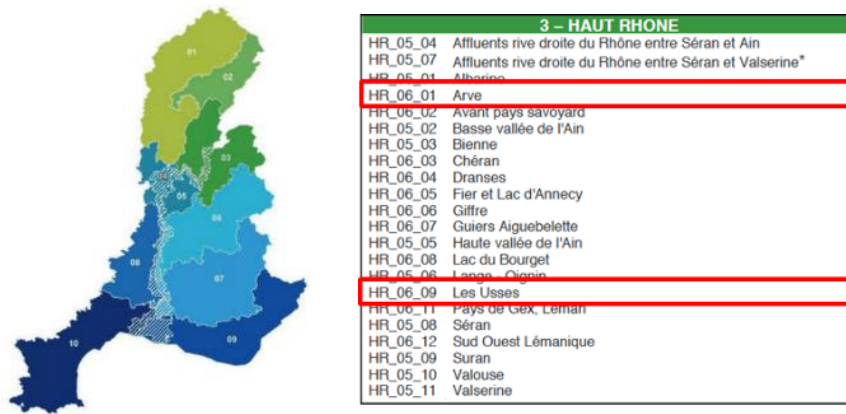 01
02
03
04
05
06
07
08
09
10
3 – HAUT RHONE
HR_05_04 Affluents rive droite du Rhône entre Séran et Ain
HR_05_07 Affluents rive droite du Rhône entre Séran et Valserine*
HR_05_01 Albarine
HR_06_01 Arve
HR_06_02 Avant pays savoyard
HR_05_02 Basse vallée de l'Ain
HR_05_03 Bienne
HR_06_03 Chéran
HR_06_04 Dranses
HR_06_05 Fier et Lac d'Annecy
HR_06_06 Giffre
HR_06_07 Guiers Aiguebelette
HR_05_05 Haute vallée de l'Ain
HR_06_08 Lac du Bourget
HR_05_06 Lange - Oignin
HR_06_09 Les Usses
HR_06_11 Pays de Gex, Leman
HR_05_08 Séran
HR_06_12 Sud Ouest Lémanique
HR_05_09 Suran
HR_05_10 Valouse
HR_05_11 Valserine